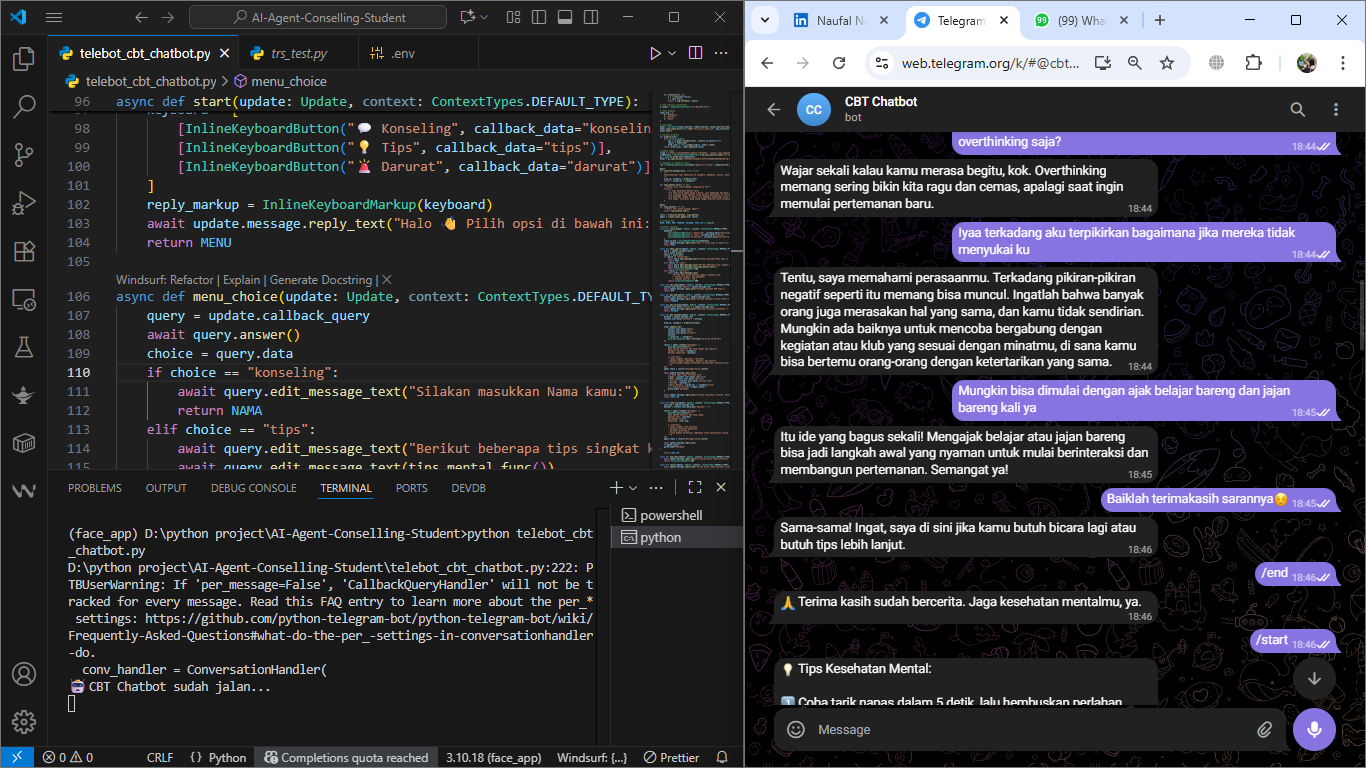 AI-Agent-Conselling-Student
telebot_cbt_chatbot.py
trs_test.py
.env
telebot_cbt_chatbot.py > menu_choice
96 async def start(update: Update, context: ContextTypes.DEFAULT_TYPE):
98 [InlineKeyboardButton("💬 Konseling", callback_data="konselin
99 [InlineKeyboardButton("💡 Tips", callback_data="tips")],
100 [InlineKeyboardButton("🚨 Darurat", callback_data="darurat")]
101 ]
102 reply_markup = InlineKeyboardMarkup(keyboard)
103 await update.message.reply_text("Halo 👋 Pilih opsi di bawah ini:
104 return MENU
105
Windsurf: Refactor | Explain | Generate Docstring | X
106 async def menu_choice(update: Update, context: ContextTypes.DEFAULT_TY
107 query = update.callback_query
108 await query.answer()
109 choice = query.data
110 if choice == "konseling":
111 await query.edit_message_text("Silakan masukkan Nama kamu:")
112 return NAMA
113 elif choice == "tips":
114 await query.edit_message_text("Berikut beberapa tips singkat k
115 await query.edit_message_text(tips_mental_func())
PROBLEMS OUTPUT DEBUG CONSOLE TERMINAL PORTS DEVDB
powershell
python
(face_app) D:\python project\AI-Agent-Conselling-Student>python telebot_cbt
_chatbot.py
D:\python project\AI-Agent-Conselling-Student\telebot_cbt_chatbot.py:222: P
TBUserWarning: If 'per_message=False', 'CallbackQueryHandler' will not be t
racked for every message. Read this FAQ entry to learn more about the per_*
settings: https://github.com/python-telegram-bot/python-telegram-bot/wiki/
Frequently-Asked-Questions#what-do-the-per_-settings-in-conversationhandler
-do.
conv_handler = ConversationHandler(
🤖 CBT Chatbot sudah jalan...
0 0 CRLF {} Python Completions quota reached 3.10.18 (face_app) Windsurf: {...} Prettier
Naufal Na
Telegram
(99) Wha
web.telegram.org/k/#@cbt...
CC
CBT Chatbot
bot
overthinking saja?
18:44
Wajar sekali kalau kamu merasa begitu, kok. Overthinking
memang sering bikin kita ragu dan cemas, apalagi saat ingin
memulai pertemanan baru.
18:44
Iyaa terkadang aku terpikirkan bagaimana jika mereka tidak
menyukai ku
18:44
Tentu, saya memahami perasaanmu. Terkadang pikiran-pikiran
negatif seperti itu memang bisa muncul. Ingatlah bahwa banyak
orang juga merasakan hal yang sama, dan kamu tidak sendirian.
Mungkin ada baiknya untuk mencoba bergabung dengan
kegiatan atau klub yang sesuai dengan minatmu, di sana kamu
bisa bertemu orang-orang dengan ketertarikan yang sama.
18:44
Mungkin bisa dimulai dengan ajak belajar bareng dan jajan
bareng kali ya
18:45
Itu ide yang bagus sekali! Mengajak belajar atau jajan bareng
bisa jadi langkah awal yang nyaman untuk mulai berinteraksi dan
membangun pertemanan. Semangat ya!
18:45
Baiklah terimakasih sarannya😣
18:45
Sama-sama! Ingat, saya di sini jika kamu butuh bicara lagi atau
butuh tips lebih lanjut.
18:46
/end 18:46
🙏 Terima kasih sudah bercerita. Jaga kesehatan mentalmu, ya.
18:46
/start 18:46
💡 Tips Kesehatan Mental:
1️⃣ Coba tarik napas dalam 5 detik, lalu hembuskan perlahan.
Message